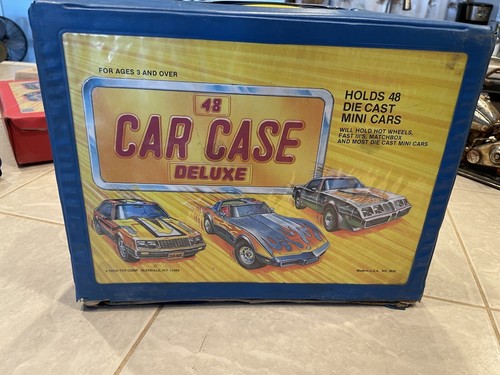 FOR AGES 3 AND OVER
48
CAR CASE
DELUXE
HOLDS 48
DIE CAST
MINI CARS
WILL HOLD HOT WHEELS,
FAST 111'S, MATCHBOX
AND MOST DIE CAST MINI CARS